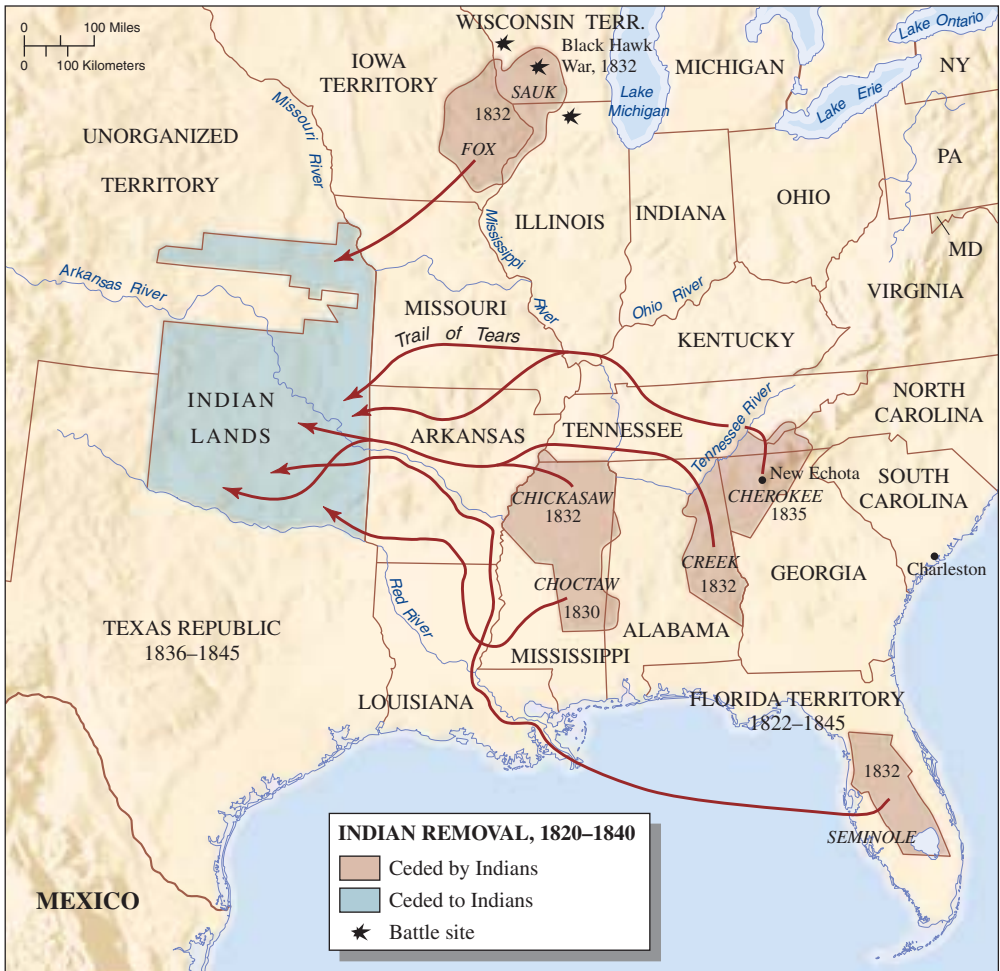 0 100 Miles
0 100 Kilometers
WISCONSIN TERR.
Lake Ontario
Black Hawk
War, 1832
IOWA
TERRITORY
MICHIGAN
NY
Lake Erie
Lake
Michigan
SAUK
1832
Missouri
River
UNORGANIZED
TERRITORY
FOX
PA
OHIO
ILLINOIS
INDIANA
Mississippi
River
MD
Arkansas River
VIRGINIA
MISSOURI
Ohio River
KENTUCKY
Trail of Tears
INDIAN
LANDS
NORTH
CAROLINA
ARKANSAS
TENNESSEE
Tennessee River
New Echota
CHEROKEE
1835
SOUTH
CAROLINA
CHICKASAW
1832
CREEK
1832
GEORGIA
Charleston
CHOCTAW
1830
Red River
TEXAS REPUBLIC
1836–1845
ALABAMA
MISSISSIPPI
LOUISIANA
FLORIDA TERRITORY
1822–1845
1832
SEMINOLE
MEXICO
INDIAN REMOVAL, 1820–1840
Ceded by Indians
Ceded to Indians
Battle site